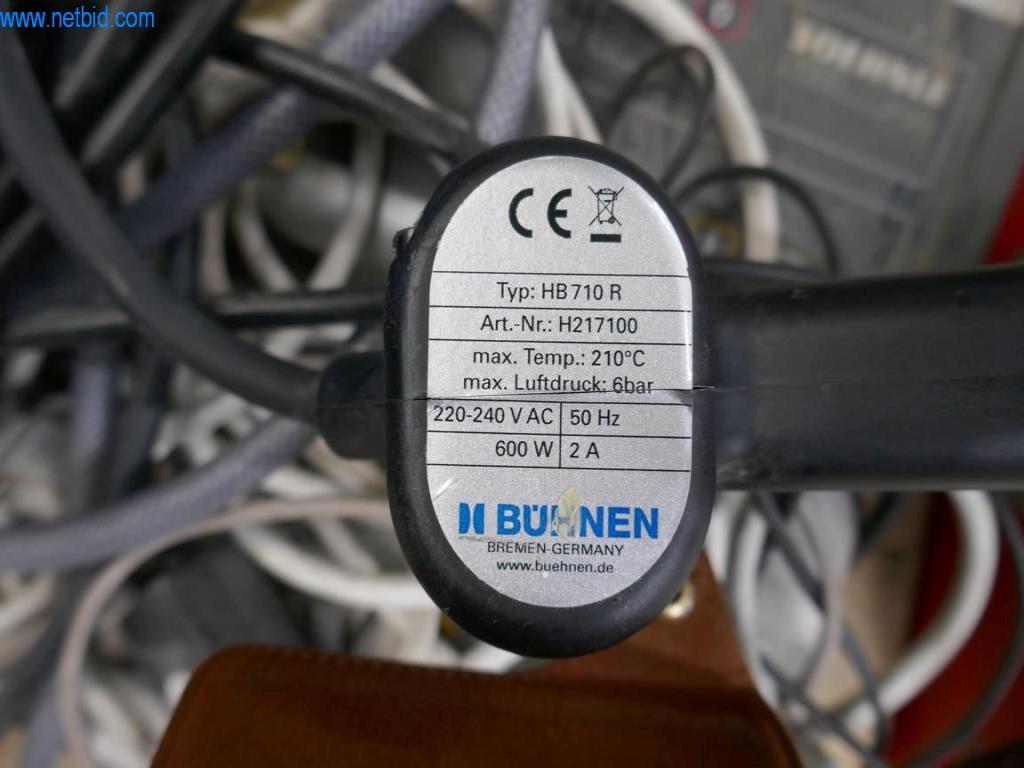 www.netbid.com
CE
Typ: HB 710 R
Art.-Nr.: H217100
max. Temp.: 210°C
max. Luftdruck: 6bar
220-240 V AC 50 Hz
600 W 2 A
BÜHNEN
BREMEN-GERMANY
www.buehnen.de